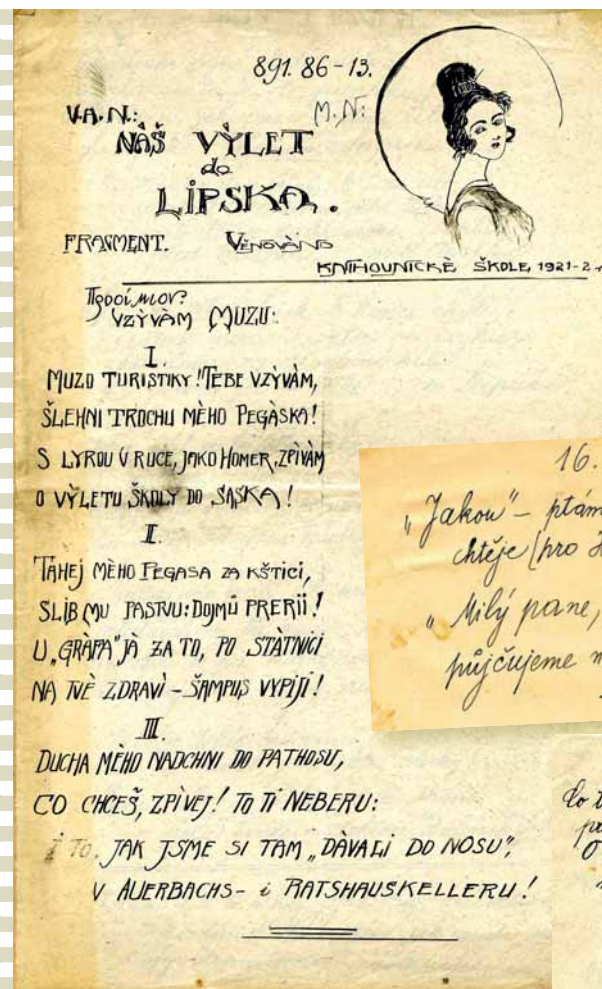 891.86-13.
V.A.N.: M.N:
NÁŠ VÝLET
do
LIPSKA.
FRAGMENT. VĚNOVÁNO
KNIHOVNICKÉ ŠKOLE, 1921-2
VZÝVÁM MUZU:
I.
MUZO TURISTIKY! TEBE VZÝVÁM,
ŠLEHNI TROCHU MÉHO PEGÁSKA!
S LYROU V RUCE, JAKO HOMER, ZPÍVÁM
O VÝLETU ŠKOLY DO SASKA!
II.
TAHEJ MÉHO PEGASA ZA KŠTICI,
SLIB MU PASTVU: DOJMŮ PRERII!
U „GRÁFA" JÁ ZA TO, PO STÁTNICI
NA TVÉ ZDRAVÍ - ŠAMPUS VYPIJI!
III.
DUCHA MÉHO NADCHNI DO PATHOSU,
CO CHCEŠ, ZPÍVEJ! TO TI NEBERU:
I TO, JAK JSME SI TAM „DÁVALI DO NOSU",
V AUERBACHS- i RATSHAUSKELLERU!
16.
„Jakou" - ptám
chtěje (pro
„Milý pane,
půjčujeme